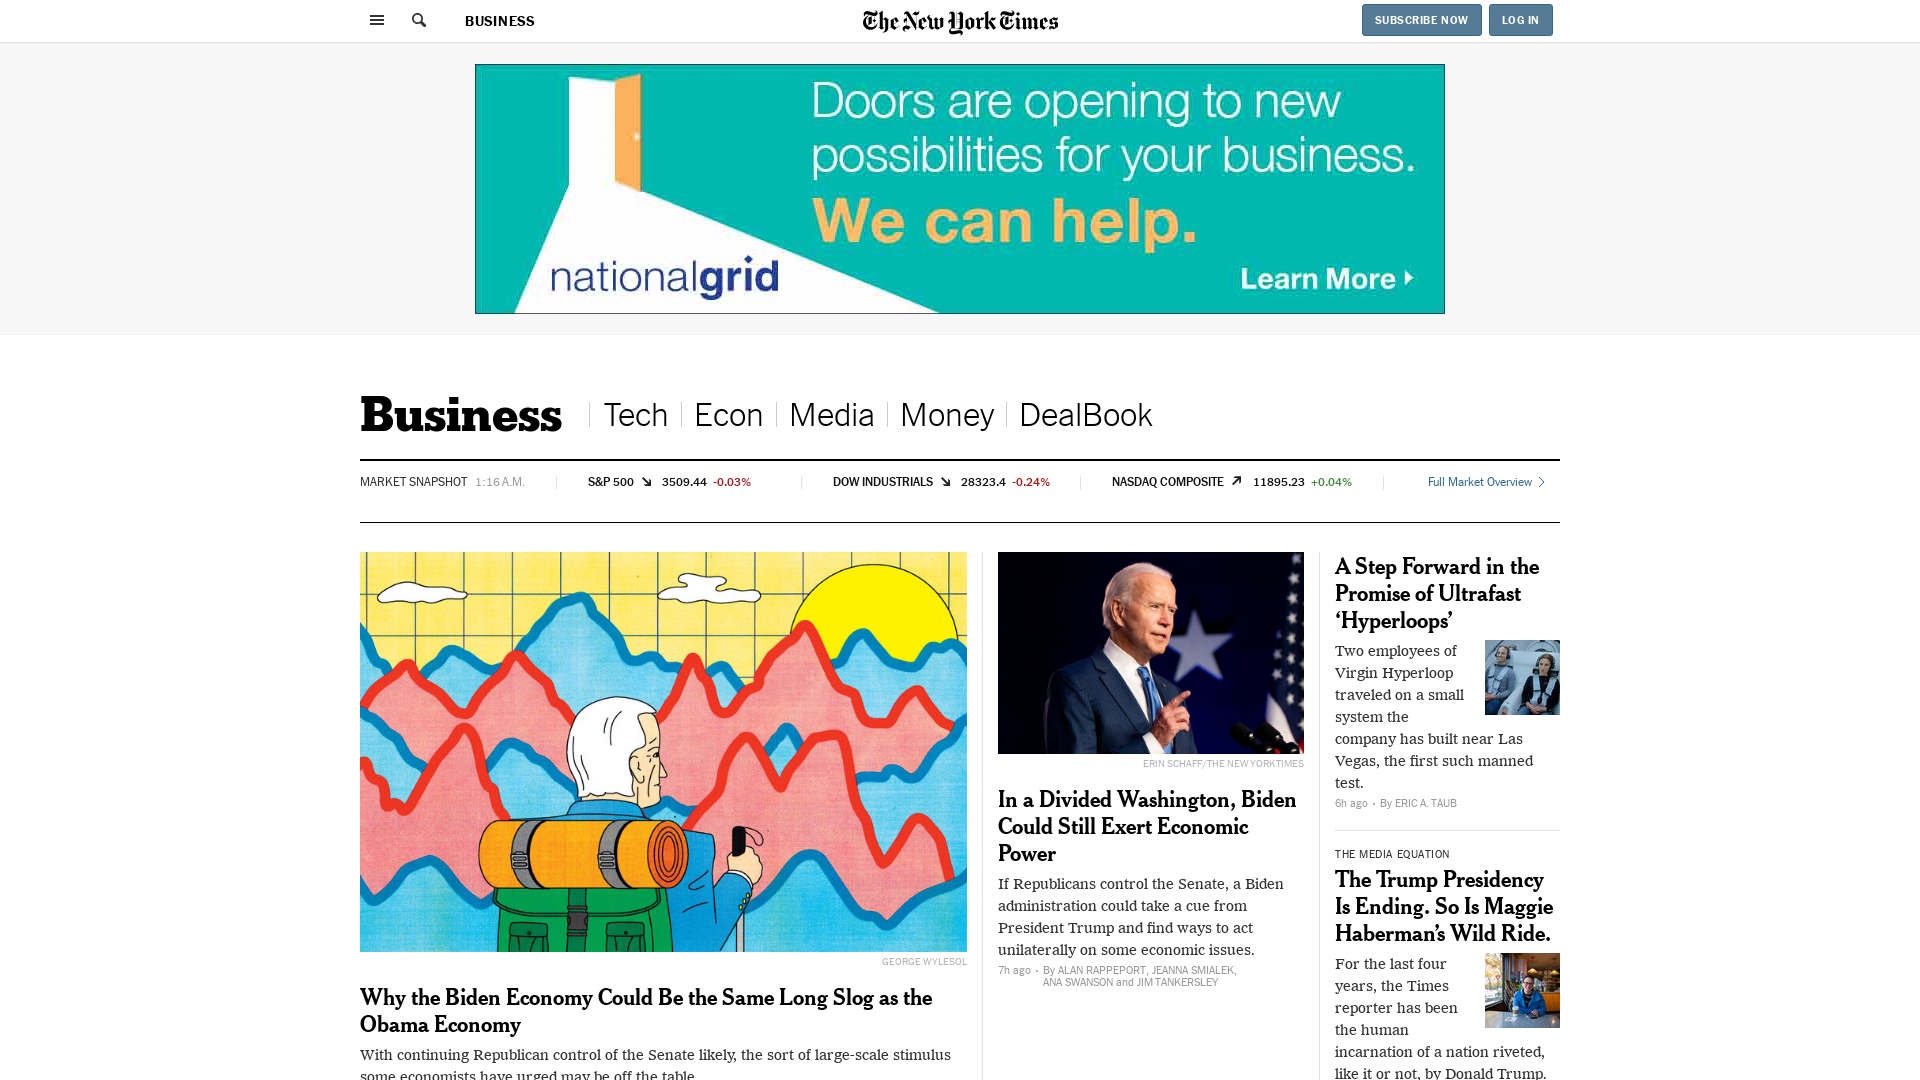 BUSINESS
The New York Times
SUBSCRIBE NOW
LOG IN
Doors are opening to new
possibilities for your business.
We can help.
nationalgrid
Learn More
Business
Tech
Econ
Media
Money
DealBook
MARKET SNAPSHOT 1:16 A.M.
S&P 500 3509.44 -0.03%
DOW INDUSTRIALS 28323.4 -0.24%
NASDAQ COMPOSITE 11895.23 +0.04%
Full Market Overview
GEORGE WYLESOL
Why the Biden Economy Could Be the Same Long Slog as the
Obama Economy
With continuing Republican control of the Senate likely, the sort of large-scale stimulus
some economists have urged may be off the table.
ERIN SCHAFF/THE NEW YORK TIMES
In a Divided Washington, Biden
Could Still Exert Economic
Power
If Republicans control the Senate, a Biden
administration could take a cue from
President Trump and find ways to act
unilaterally on some economic issues.
7h ago • By ALAN RAPPEPORT, JEANNA SMIALEK,
ANA SWANSON and JIM TANKERSLEY
A Step Forward in the
Promise of Ultrafast
‘Hyperloops’
Two employees of
Virgin Hyperloop
traveled on a small
system the
company has built near Las
Vegas, the first such manned
test.
6h ago • By ERIC A. TAUB
THE MEDIA EQUATION
The Trump Presidency
Is Ending. So Is Maggie
Haberman’s Wild Ride.
For the last four
years, the Times
reporter has been
the human
incarnation of a nation riveted,
like it or not, by Donald Trump.